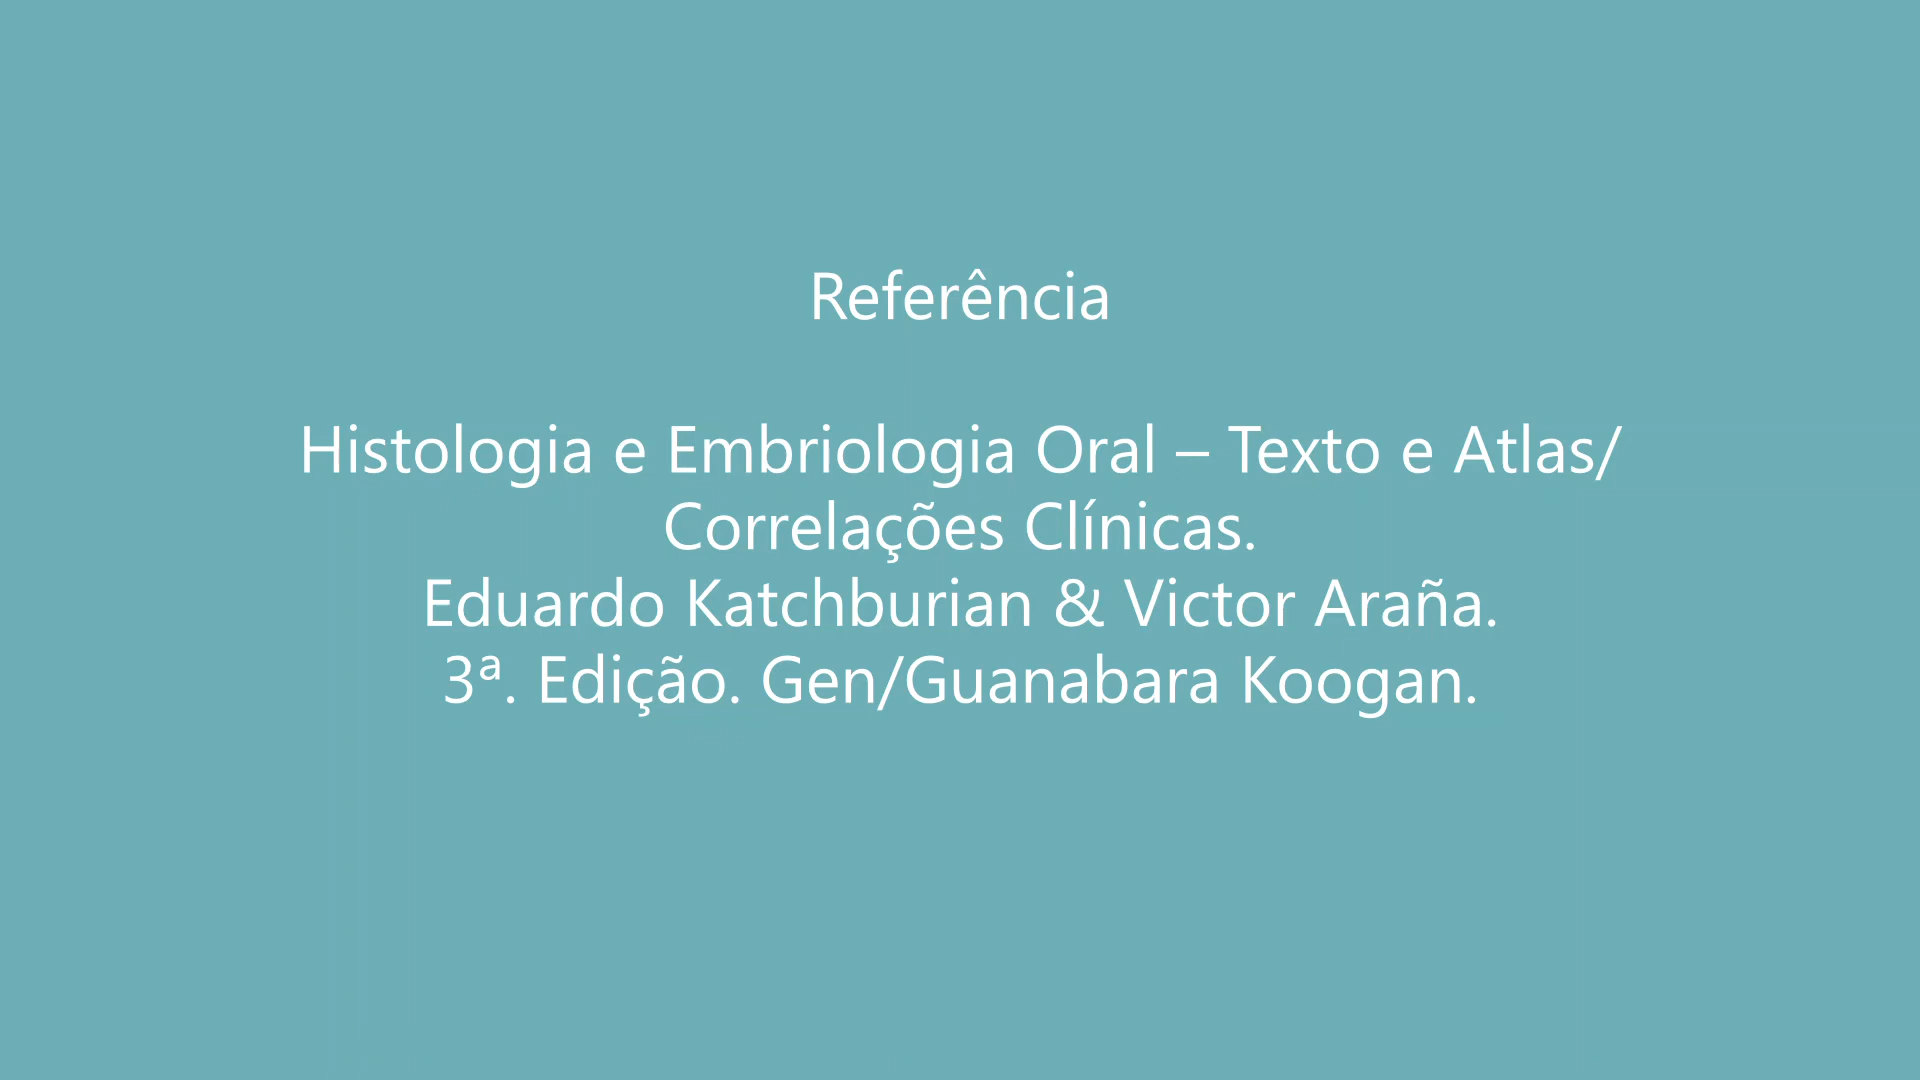 Referência
Histologia e Embriologia Oral – Texto e Atlas/
Correlações Clínicas.
Eduardo Katchburian & Victor Araña.
3ª. Edição. Gen/Guanabara Koogan.